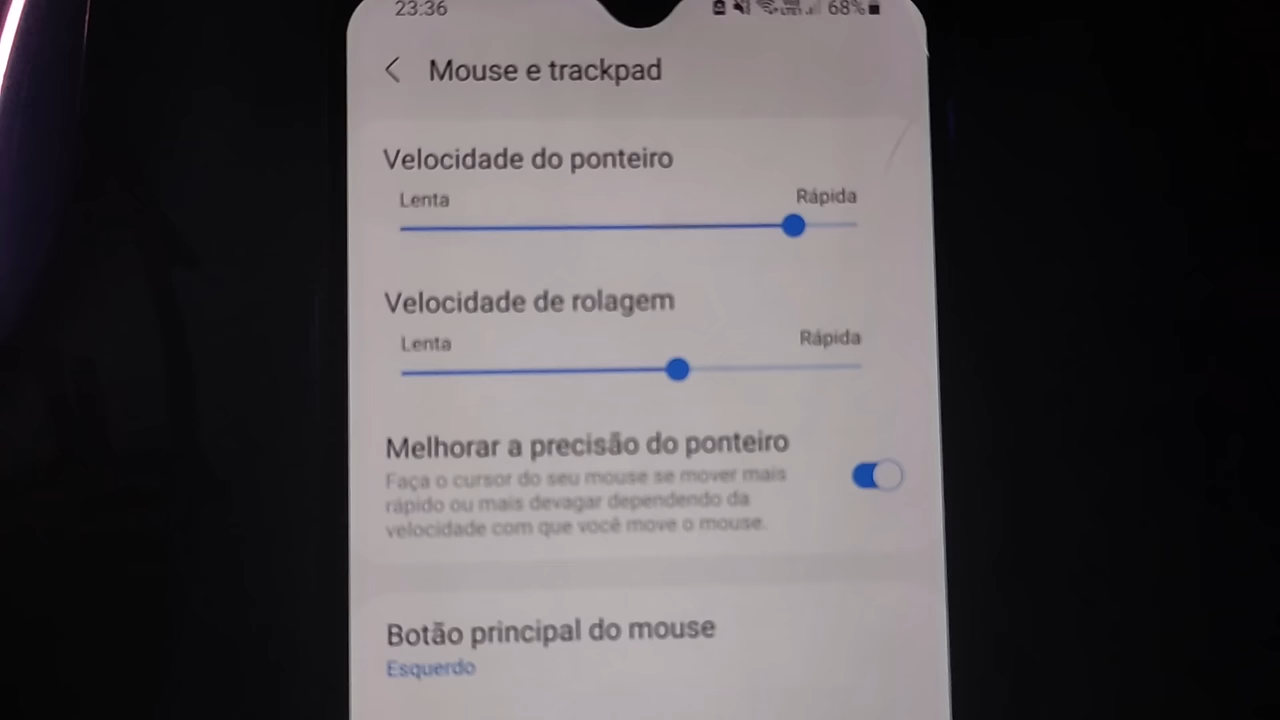 23:36
68%
Mouse e trackpad
Velocidade do ponteiro
Lenta Rápida
Velocidade de rolagem
Lenta Rápida
Melhorar a precisão do ponteiro
Faça o cursor do seu mouse se mover mais
rápido ou mais devagar dependendo da
velocidade com que você move o mouse.
Botão principal do mouse
Esquerdo